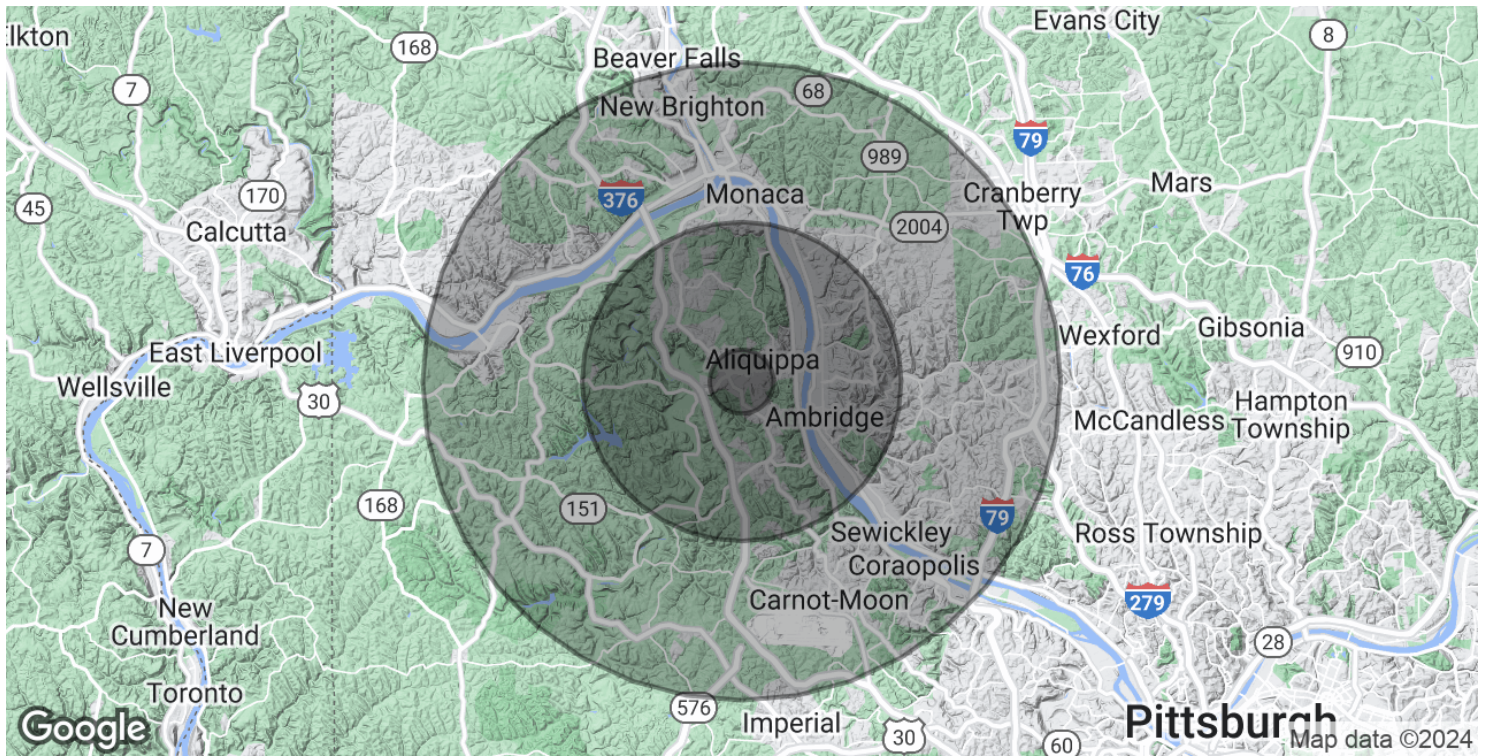 Elkton
168
Evans City
8
Beaver Falls
7
68
New Brighton
79
989
170
376
Monaca
Cranberry
Twp
Mars
45
Calcutta
2004
76
Wexford
Gibsonia
910
East Liverpool
Aliquippa
Wellsville
30
Ambridge
McCandless
Hampton
Township
168
151
79
Sewickley
Ross Township
7
Coraopolis
Carnot-Moon
279
New
Cumberland
28
Toronto
576
Imperial
30
60
Pittsburgh
Google
Map data ©2024